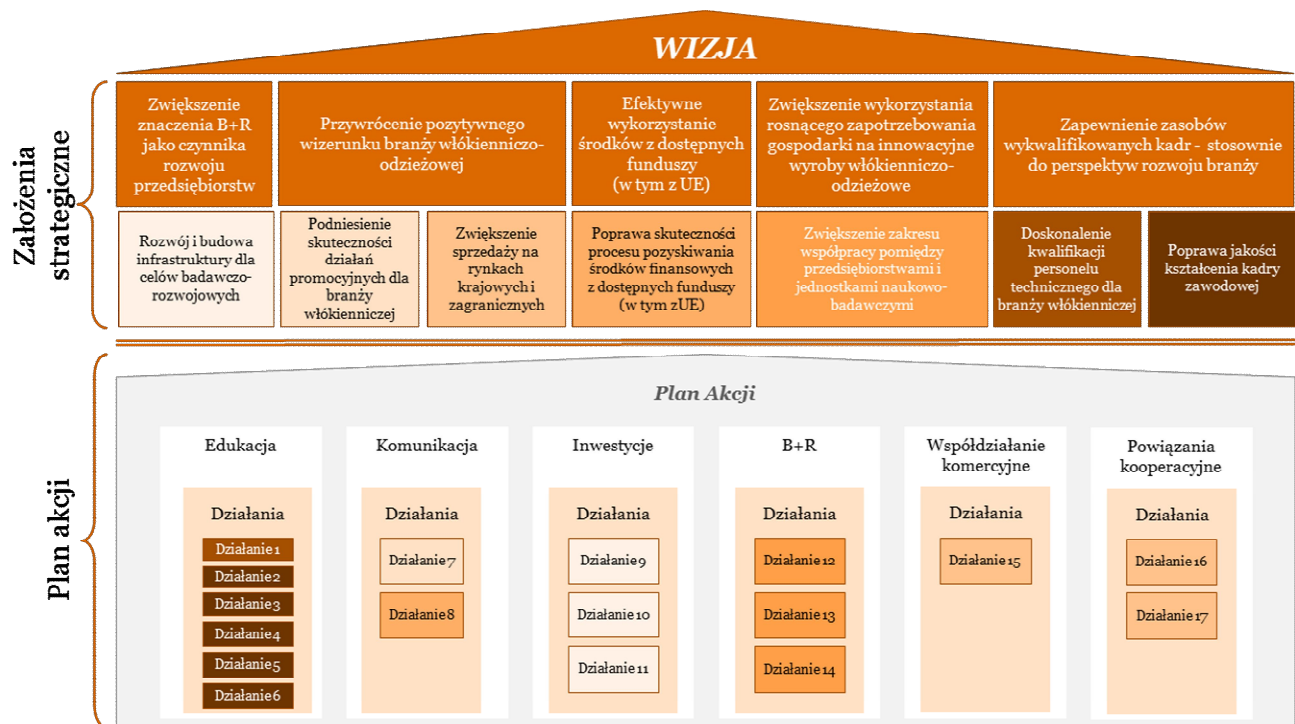 WIZJA
Założenia
strategiczne
Zwiększenie
znaczenia B+R
jako czynnika
rozwoju
przedsiębiorstw
Przywrócenie pozytywnego
wizerunku branży włókienniczo-
odzieżowej
Efektywne
wykorzystanie
środków z dostępnych
funduszy
(w tym z UE)
Zwiększenie wykorzystania
rosnącego zapotrzebowania
gospodarki na innowacyjne
wyroby włókienniczo-
odzieżowe
Zapewnienie zasobów
wykwalifikowanych kadr - stosownie
do perspektyw rozwoju branży
Rozwój i budowa
infrastruktury dla
celów badawczo-
rozwojowych
Podniesienie
skuteczności
działań
promocyjnych dla
branży
włókienniczej
Zwiększenie
sprzedaży na
rynkach
krajowych i
zagranicznych
Poprawa skuteczności
procesu pozyskiwania
środków finansowych
z dostępnych funduszy
(w tym zUE)
Zwiększenie zakresu
współpracy pomiędzy
przedsiębiorstwami i
jednostkami naukowo-
badawczymi
Doskonalenie
kwalifikacji
personelu
technicznego dla
branży włókienniczej
Poprawa jakości
kształcenia kadry
zawodowej
Plan akcji
Plan Akcji
Edukacja
Działania
Działanie 1
Działanie 2
Działanie 3
Działanie 4
Działanie 5
Działanie 6
Komunikacja
Działania
Działanie 7
Działanie 8
Inwestycje
Działania
Działanie 9
Działanie 10
Działanie 11
B+R
Działania
Działanie 12
Działanie 13
Działanie 14
Współdziałanie
komercyjne
Działania
Działanie 15
Powiązania
kooperacyjne
Działania
Działanie 16
Działanie 17